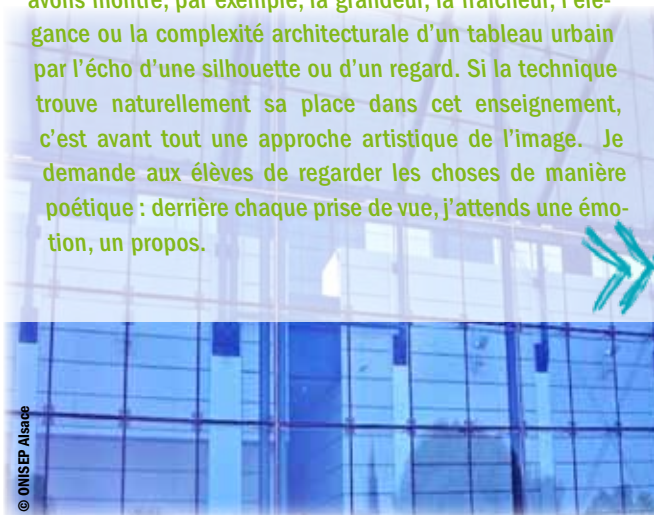 avons montré, par exemple, la grandeur, la fraîcheur, l'élé-
gance ou la complexité architecturale d'un tableau urbain
par l'écho d'une silhouette ou d'un regard. Si la technique
trouve naturellement sa place dans cet enseignement,
c'est avant tout une approche artistique de l'image. Je
demande aux élèves de regarder les choses de manière
poétique : derrière chaque prise de vue, j'attends une émo-
tion, un propos.
© ONISEP Alsace